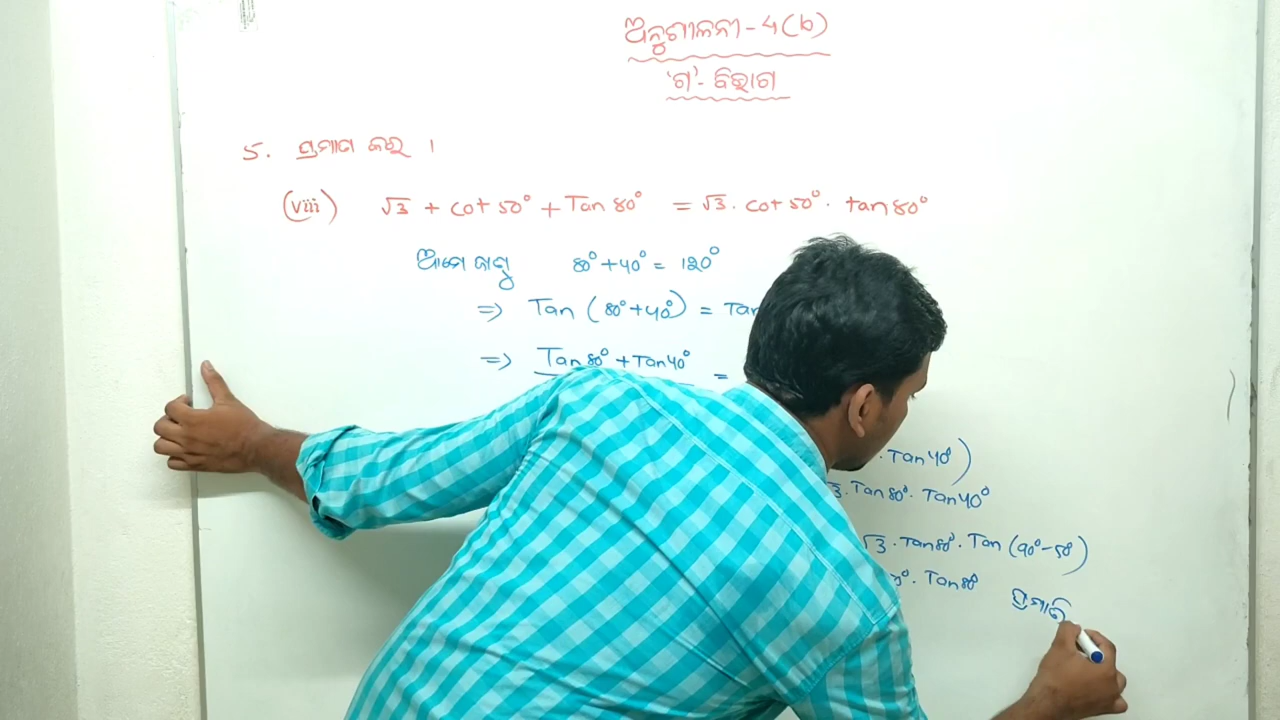 ଅନୁଶୀଳନୀ - 4(b)
'ଗ'- ବିଭାଗ
5. ପ୍ରମାଣ କର ।
(viii) √3 + cot 50° + Tan 80° = √3 · cot 50° · tan 80°
ଆମେ ଜାଣୁ 80° + 40° = 120°
=> Tan (80° + 40°) = Tan
=> Tan 80° + Tan 40° =
· Tan 40°)
3 · Tan 80° · Tan 40°
√3 · Tan 80° · Tan (90° - 50°)
· Tan 80° ପ୍ରମାଣି